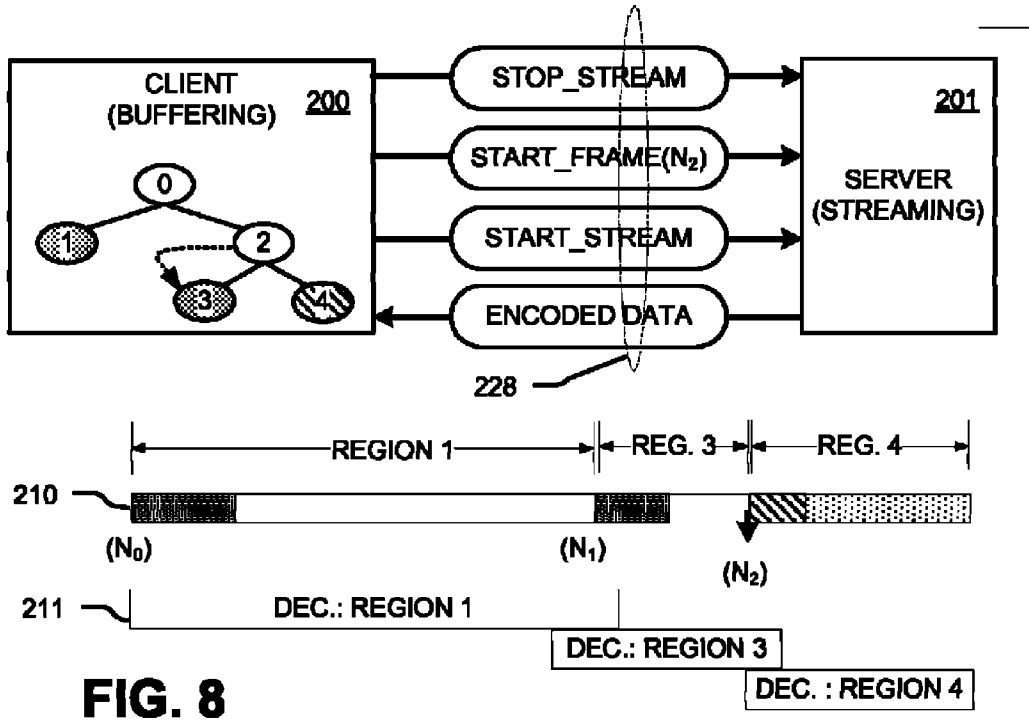 CLIENT
(BUFFERING)
200
0
1
2
3
4
STOP_STREAM
START_FRAME(N₂)
START_STREAM
ENCODED DATA
228
201
SERVER
(STREAMING)
REGION 1
REG. 3
REG. 4
210
(N₀)
(N₁)
(N₂)
211
DEC.: REGION 1
DEC.: REGION 3
DEC. : REGION 4
FIG. 8